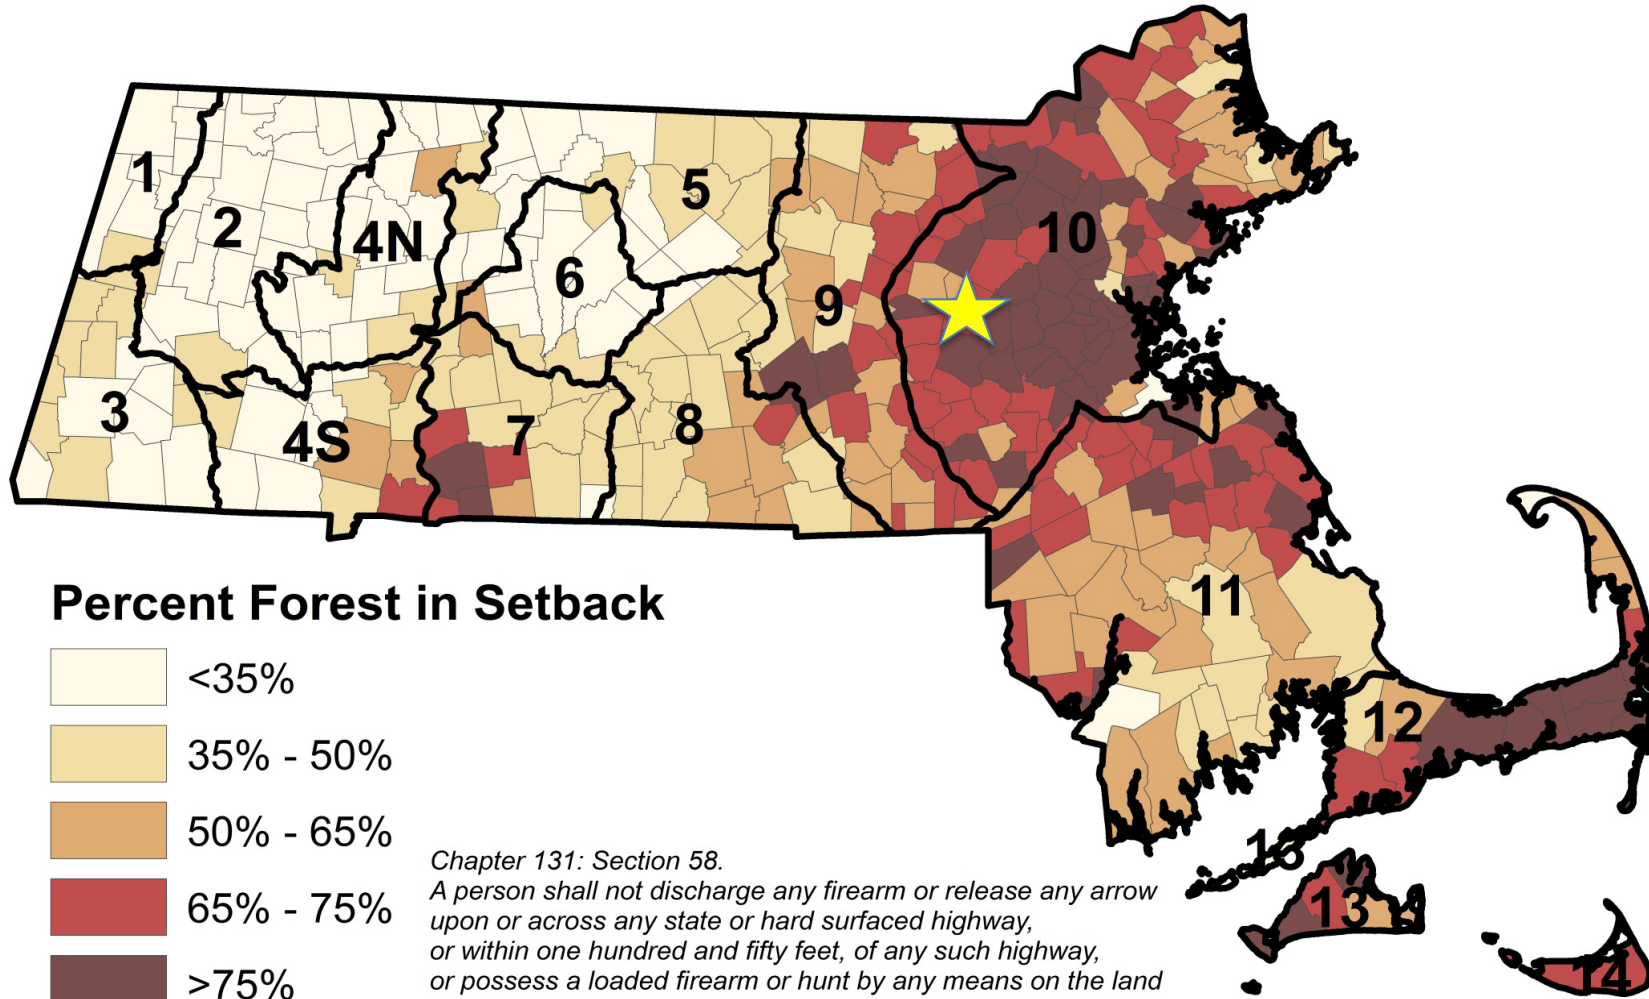 1
2
4N
5
6
10
9
3
4S
7
8
11
12
13
14
Percent Forest in Setback
<35%
35% - 50%
50% - 65%
65% - 75%
>75%
Chapter 131: Section 58.
A person shall not discharge any firearm or release any arrow
upon or across any state or hard surfaced highway,
or within one hundred and fifty feet, of any such highway,
or possess a loaded firearm or hunt by any means on the land